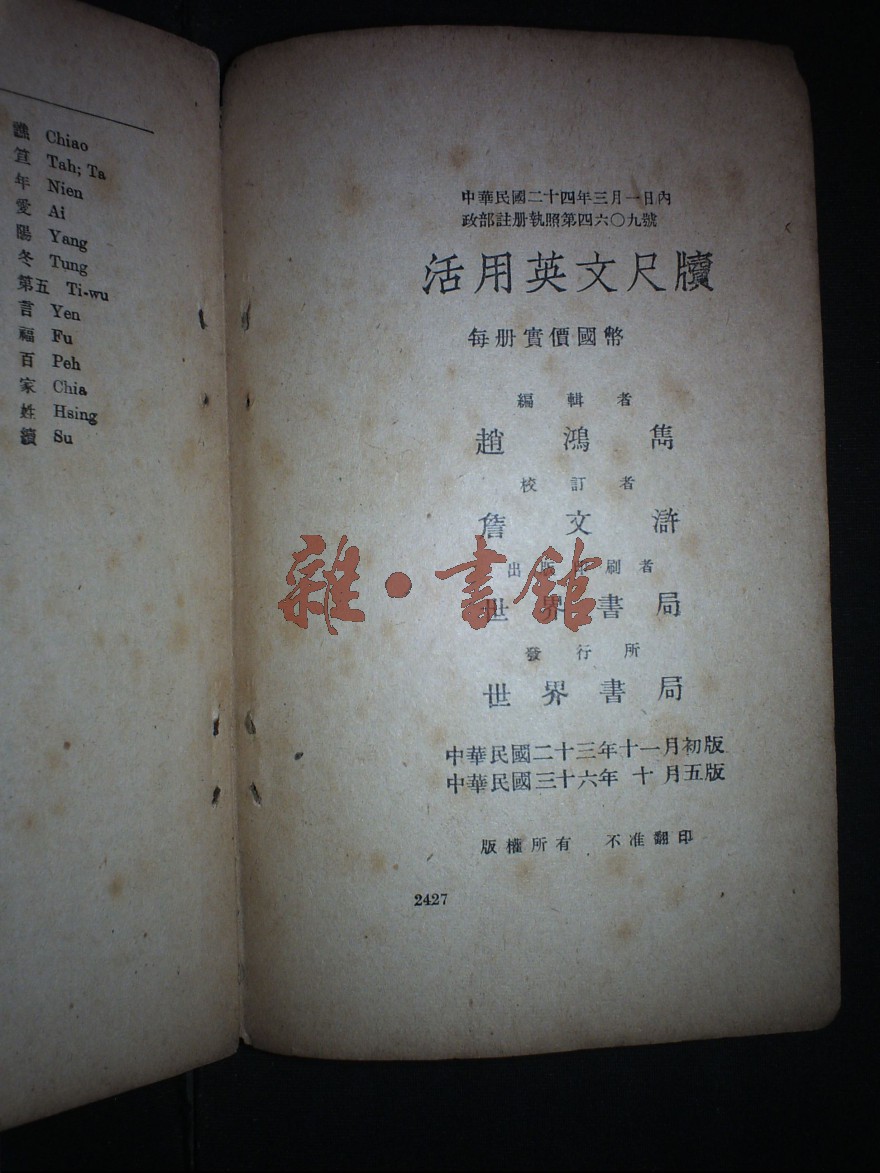 譙 Chiao
笪 Tah; Ta
年 Nien
愛 Ai
陽 Yang
冬 Tung
第五 Ti-wu
言 Yen
福 Fu
百 Peh
家 Chia
姓 Hsing
續 Su
中華民國二十四年三月一日內
政部註册執照第四六〇九號
活用英文尺牘
每册實價國幣
編輯者
趙鴻雋
校訂者
詹文滸
出版印刷者
世界書局
雜·書館
發行所
世界書局
中華民國二十三年十一月初版
中華民國三十六年 十 月五版
版權所有 不准翻印
2427